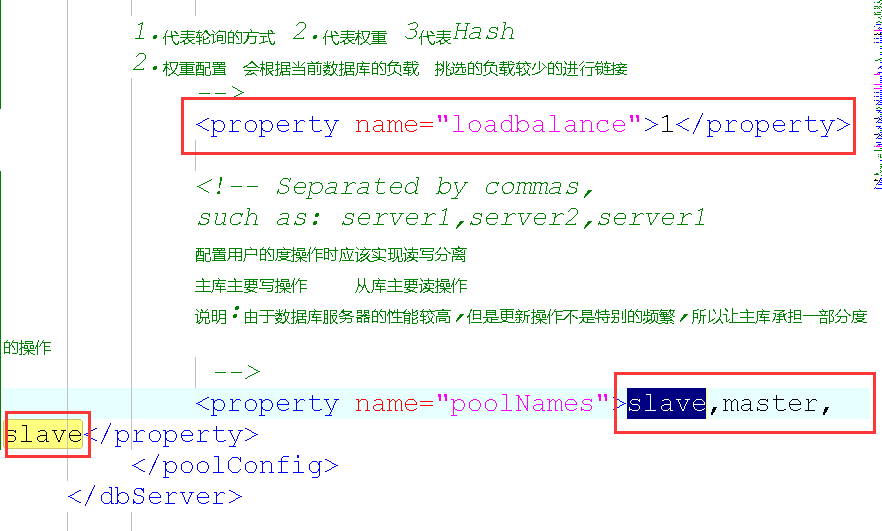 1.代表轮询的方式 2.代表权重 3代表Hash
2.权重配置 会根据当前数据库的负载 挑选的负载较少的进行链接
-->
<property name="loadbalance">1</property>
<!-- Separated by commas,
such as: server1,server2,server1
配置用户的度操作时应该实现读写分离
主库主要写操作 从库主要读操作
说明:由于数据库服务器的性能较高,但是更新操作不是特别的频繁,所以让主库承担一部分度
的操作
-->
<property name="poolNames">slave,master,
slave</property>
</poolConfig>
</dbServer>